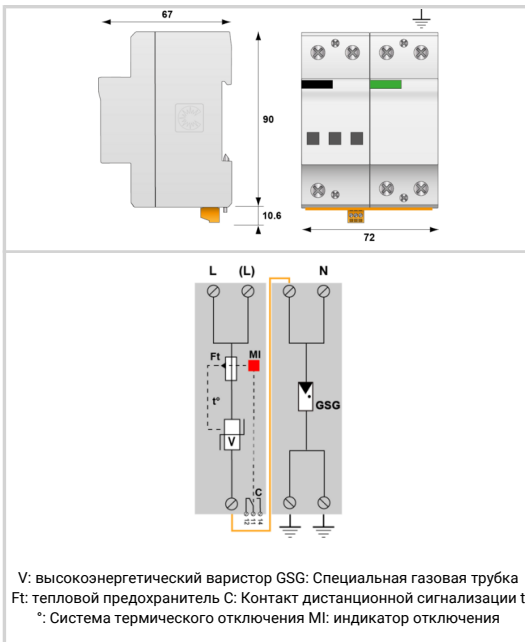 67
90
10.6
72
L (L) N
Ft MI
t°
GSG
V
C
12 11 14
V: высокоэнергетический варистор GSG: Специальная газовая трубка
Ft: тепловой предохранитель C: Контакт дистанционной сигнализации t
°: Система термического отключения MI: индикатор отключения